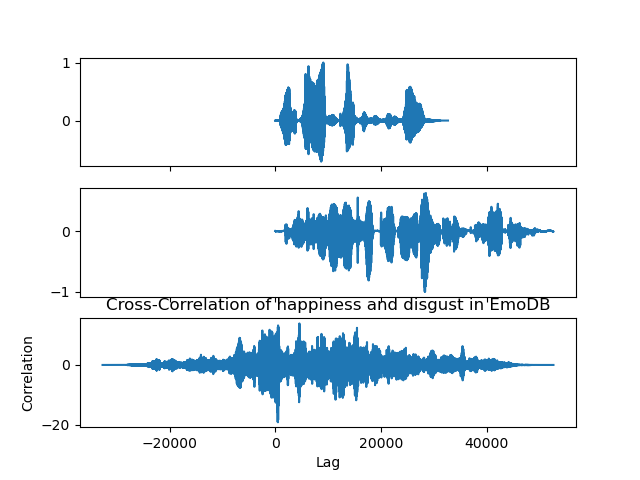 1
0
0
−1
Cross-Correlation of happiness and disgust in EmoDB
Correlation
0
−20
−20000 0 20000 40000
Lag